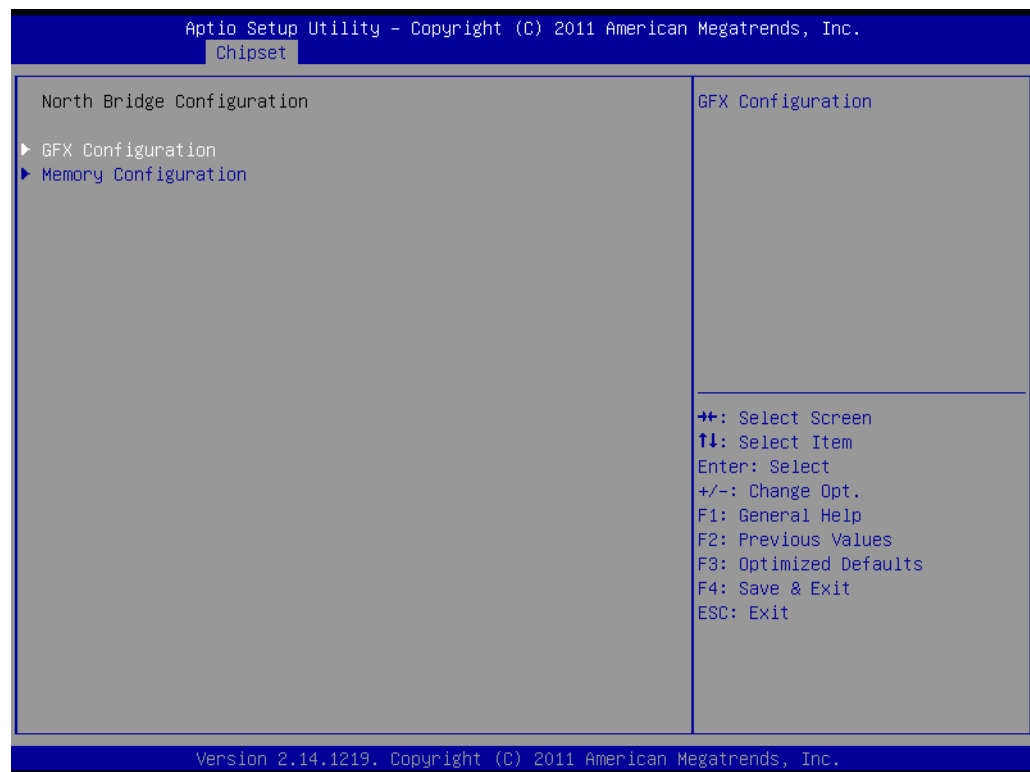 Aptio Setup Utility – Copyright (C) 2011 American Megatrends, Inc.
Chipset
North Bridge Configuration
GFX Configuration
Memory Configuration
GFX Configuration
→←: Select Screen
↑↓: Select Item
Enter: Select
+/-: Change Opt.
F1: General Help
F2: Previous Values
F3: Optimized Defaults
F4: Save & Exit
ESC: Exit
Version 2.14.1219. Copyright (C) 2011 American Megatrends, Inc.